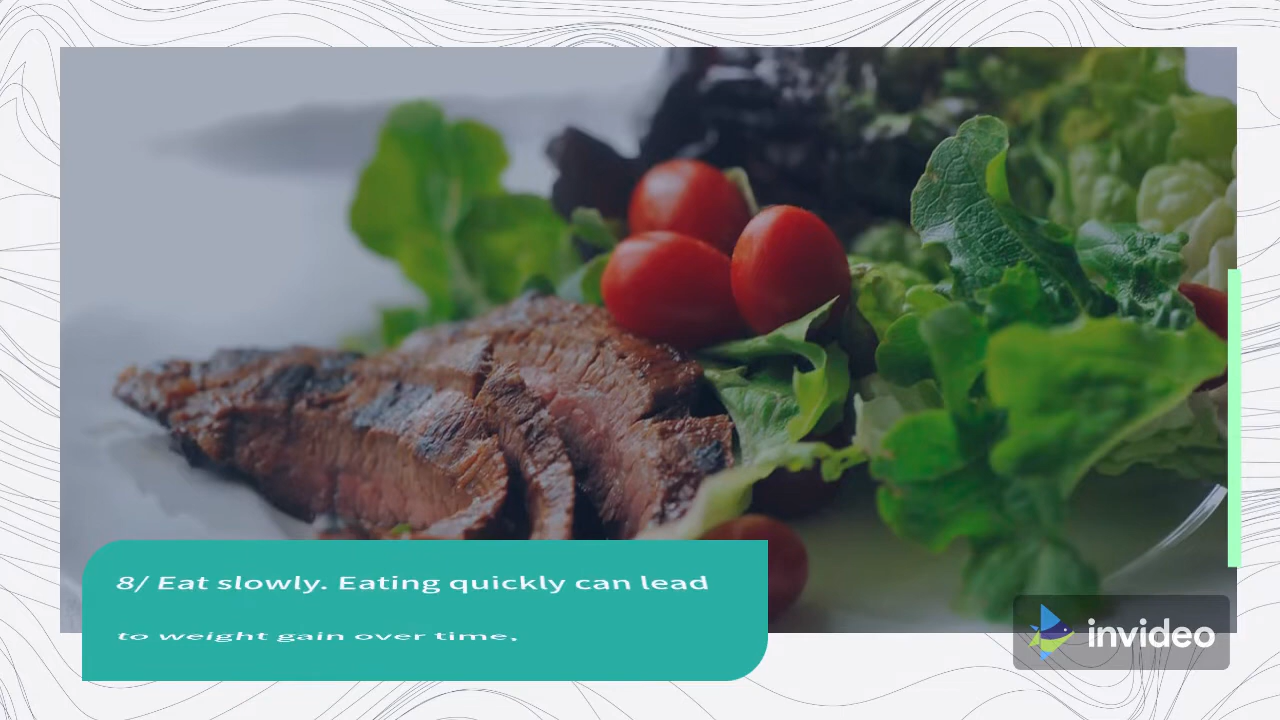 8/ Eat slowly. Eating quickly can lead
to weight gain over time.
invideo